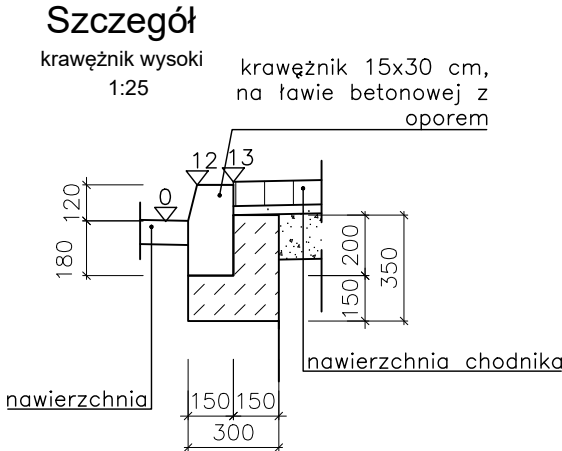 Szczegół
krawężnik wysoki
1:25
krawężnik 15x30 cm,
na ławie betonowej z
oporem
12 13
0
120
180
200
150
350
nawierzchnia chodnika
nawierzchnia
150 150
300